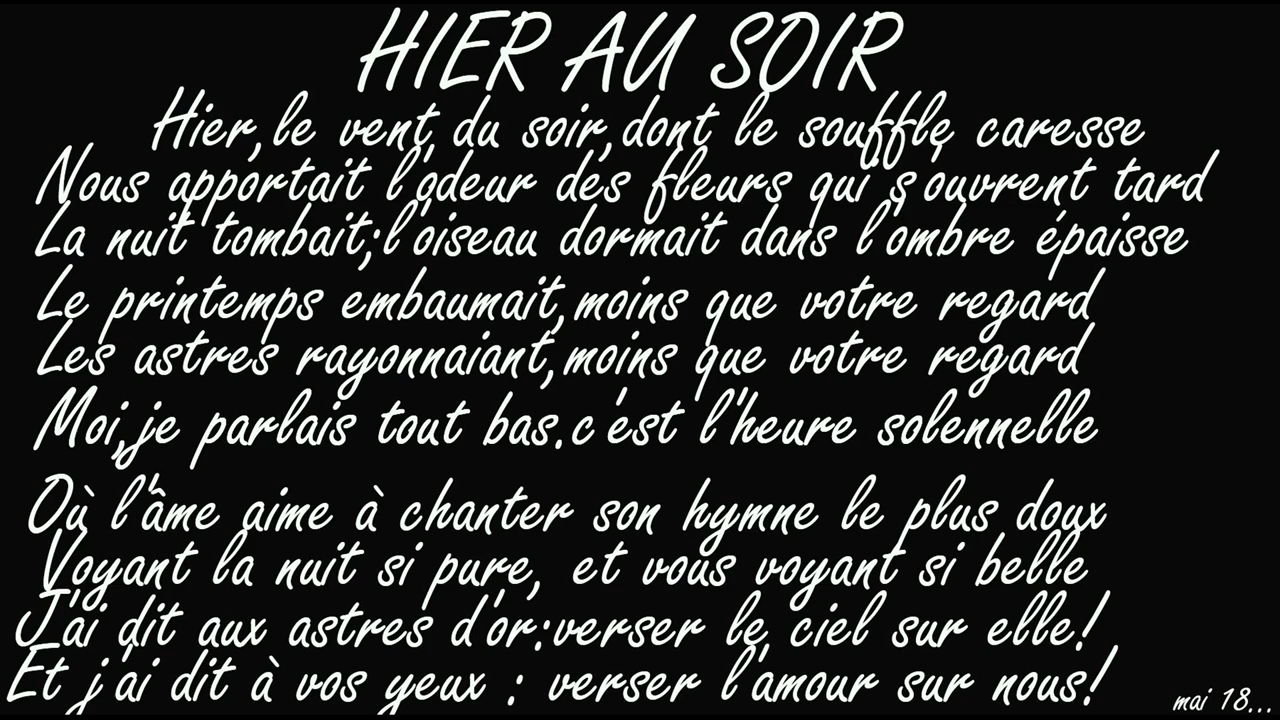 HIER AU SOIR
Hier,le vent du soir,dont le souffle caresse
Nous apportait l'odeur des fleurs qui s'ouvrent tard
La nuit tombait;l'oiseau dormait dans l'ombre épaisse
Le printemps embaumait,moins que votre regard
Les astres rayonnaiant,moins que votre regard
Moi,je parlais tout bas.c'est l'heure solennelle
Où l'âme aime à chanter son hymne le plus doux
Voyant la nuit si pure, et vous voyant si belle
J'ai dit aux astres d'or:verser le ciel sur elle!
Et j'ai dit à vos yeux : verser l'amour sur nous!
mai 18...